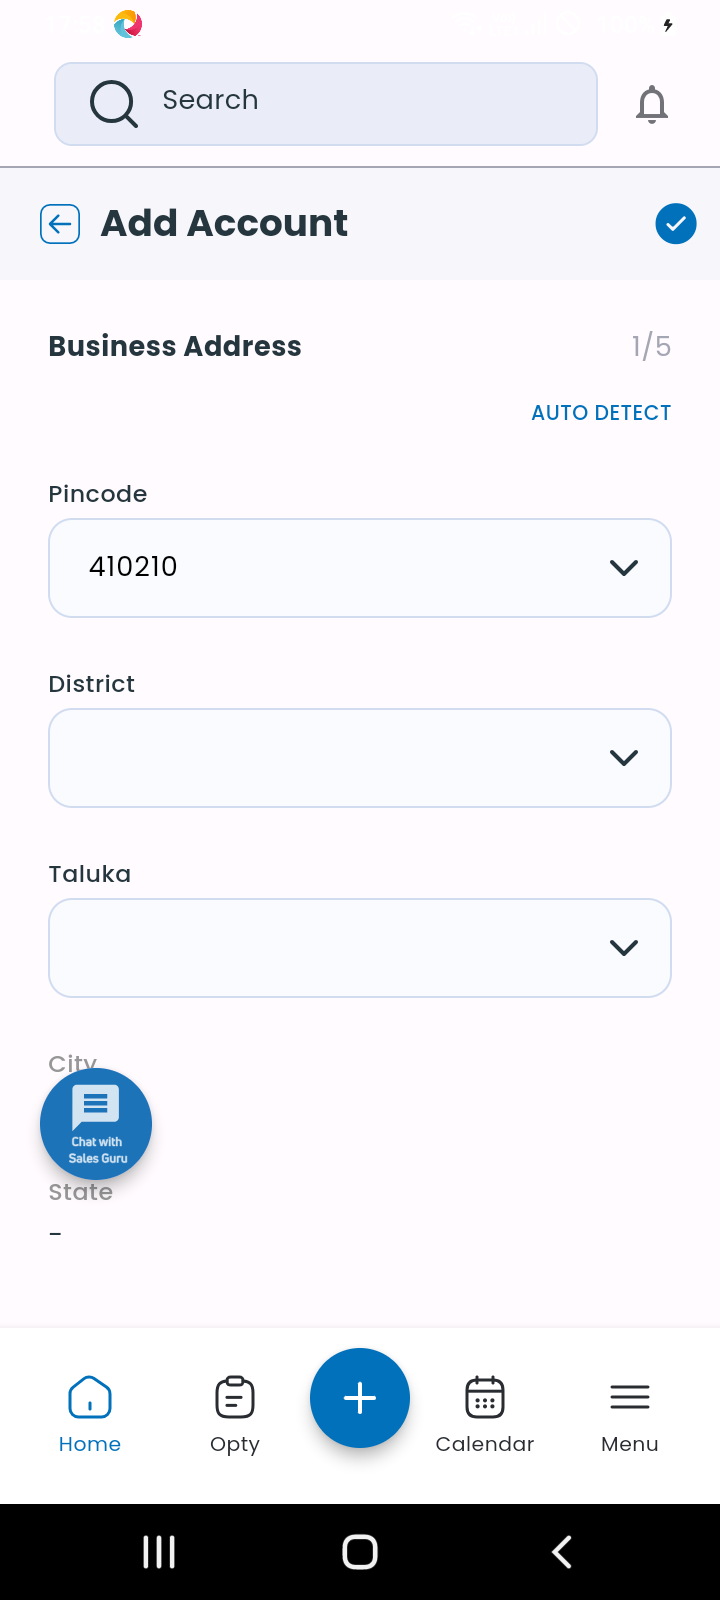 Search
Add Account
Business Address
1/5
AUTO DETECT
Pincode
410210
District
Taluka
City
Chat with
Sales Guru
State
-
Home
Opty
Calendar
Menu